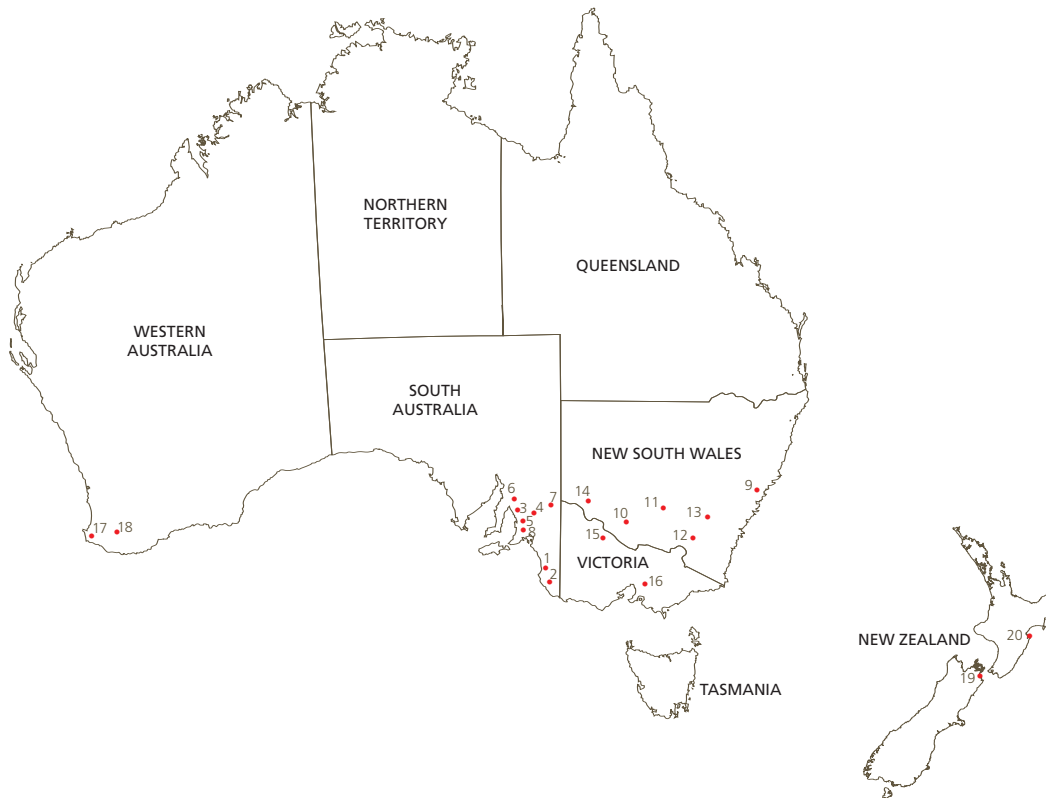 NORTHERN
TERRITORY
QUEENSLAND
WESTERN
AUSTRALIA
SOUTH
AUSTRALIA
NEW SOUTH WALES
6
3
4
7
5
8
14
11
9
10
13
15
12
17
18
1
2
VICTORIA
16
NEW ZEALAND
20
19
TASMANIA